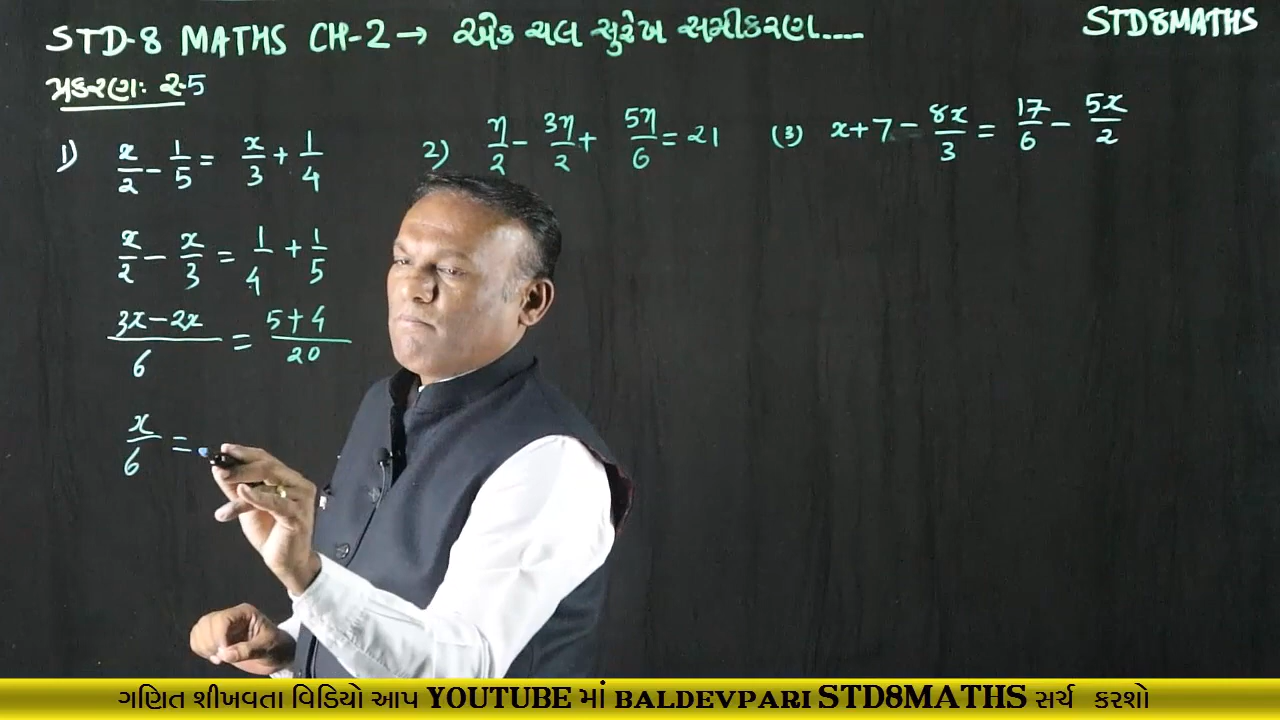 STD-8 MATHS CH-2 → એક ચલ સુરેખ સમીકરણ....
STD8MATHS
પ્રકરણ: ૨.5
1) x/2 - 1/5 = x/3 + 1/4
2) n/2 - 3n/2 + 5n/6 = 21
(3) x + 7 - 8x/3 = 17/6 - 5x/2
x/2 - x/3 = 1/4 + 1/5
3x - 2x/6 = 5 + 4/20
x/6 =
ગણિત શીખવતા વિડિયો આપ YOUTUBE માં BALDEVPARI STD8MATHS સર્ચ કરશો